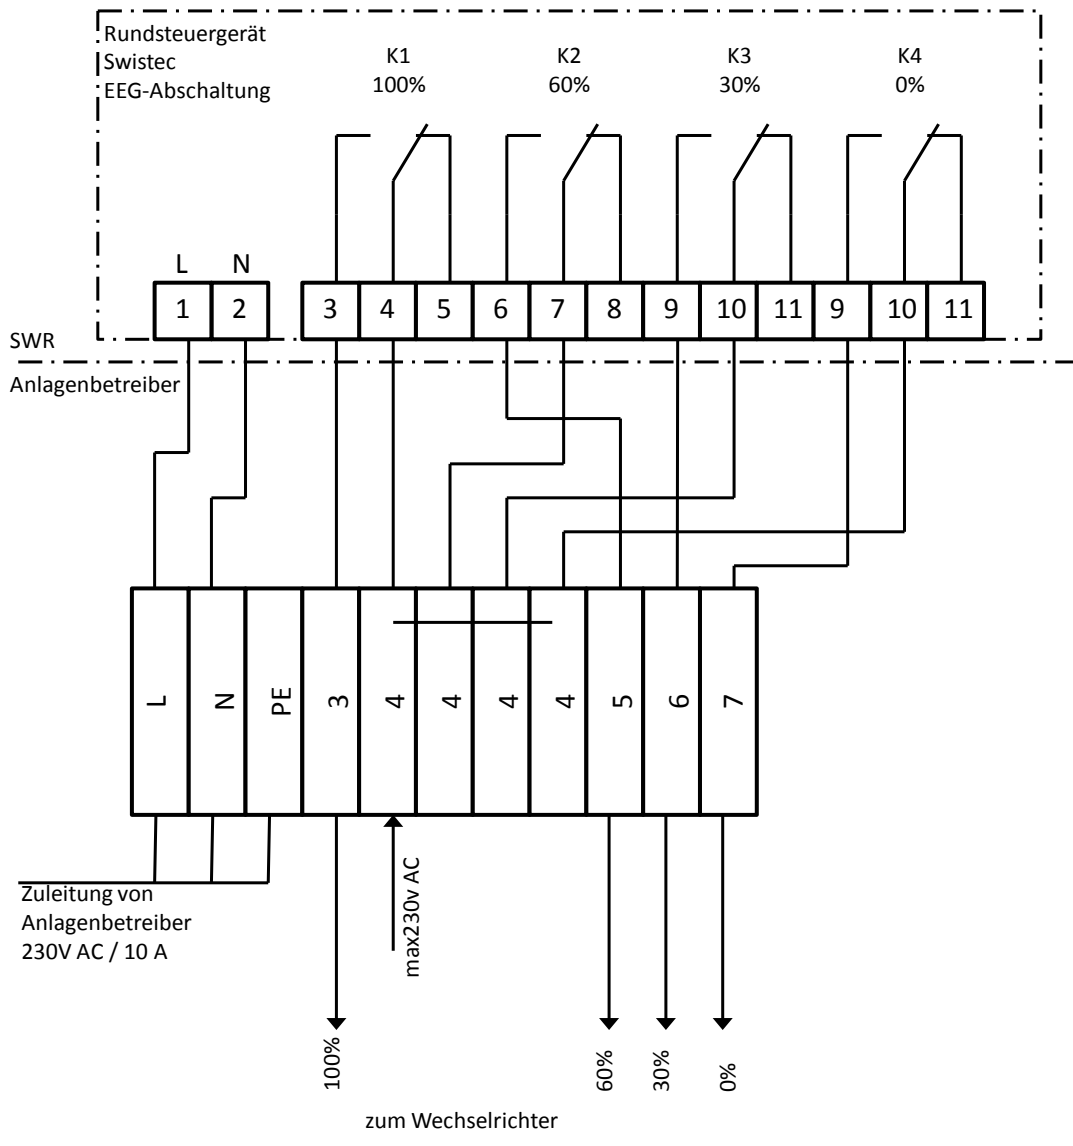 Rundsteuergerät
Swistec
EEG-Abschaltung
K1
100%
K2
60%
K3
30%
K4
0%
L N
1 2 3 4 5 6 7 8 9 10 11 9 10 11
SWR
Anlagenbetreiber
L N PE 3 4 4 4 4 5 6 7
Zuleitung von
Anlagenbetreiber
230V AC / 10 A
max230v AC
100%
60%
30%
0%
zum Wechselrichter